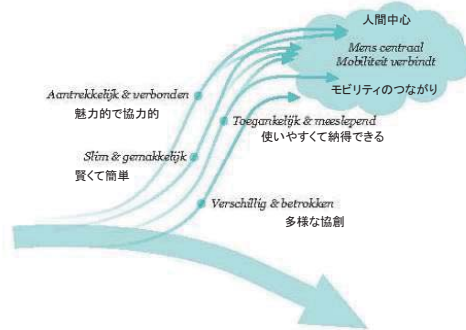 人間中心
Mens centraal
Mobiliteit verbindt
モビリティのつながり
Aantrekkelijk & verbonden
魅力的で協力的
Toegankelijk & meeslepend
使いやすくて納得できる
Slim & gemakkelijk
賢くて簡単
Verschillig & betrokken
多様な協創